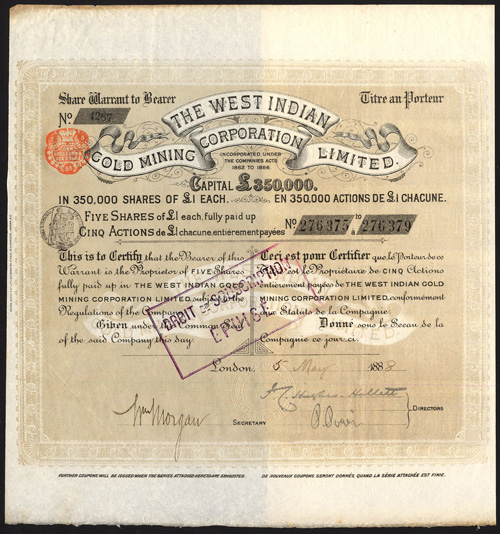 Share Warrant to Bearer
Titre au Porteur
No 4267
THE WEST INDIAN
GOLD MINING CORPORATION LIMITED.
INCORPORATED UNDER
THE COMPANIES ACTS
1862 TO 1886.
CAPITAL £350,000.
IN 350,000 SHARES OF £1 EACH. EN 350,000 ACTIONS DE £1 CHACUNE.
FIVE SHARES of £1 each, fully paid up
CINQ ACTIONS de £1 chacune, entièrement payées
No 276375 to a 276379
This is to Certify that the Bearer of this
Warrant is the Proprietor of FIVE Shares
fully paid up in THE WEST INDIAN GOLD
MINING CORPORATION LIMITED, subject to the
Regulations of the Company
Given under the Common Seal
of the said Company this day.
Ceci est pour Certifier que le Porteur de ce
est le Propriétaire de CINQ Actions
entièrement payées de THE WEST INDIAN GOLD
MINING CORPORATION LIMITED, conformément
aux Statuts de la Compagnie.
Donné sous le Sceau de la
Compagnie ce jour ci.
DROIT DE SOUSCRIPTION
EPUISÉ
London, 5 May 1888
Wm Morgan
SECRETARY
Hughes-Hallett
DIRECTORS
FURTHER COUPONS WILL BE ISSUED WHEN THE SERIES ATTACHED HERETO ARE EXHAUSTED.
DE NOUVEAUX COUPONS SERONT DONNÉS, QUAND LA SÉRIE ATTACHÉE EST FINIE.